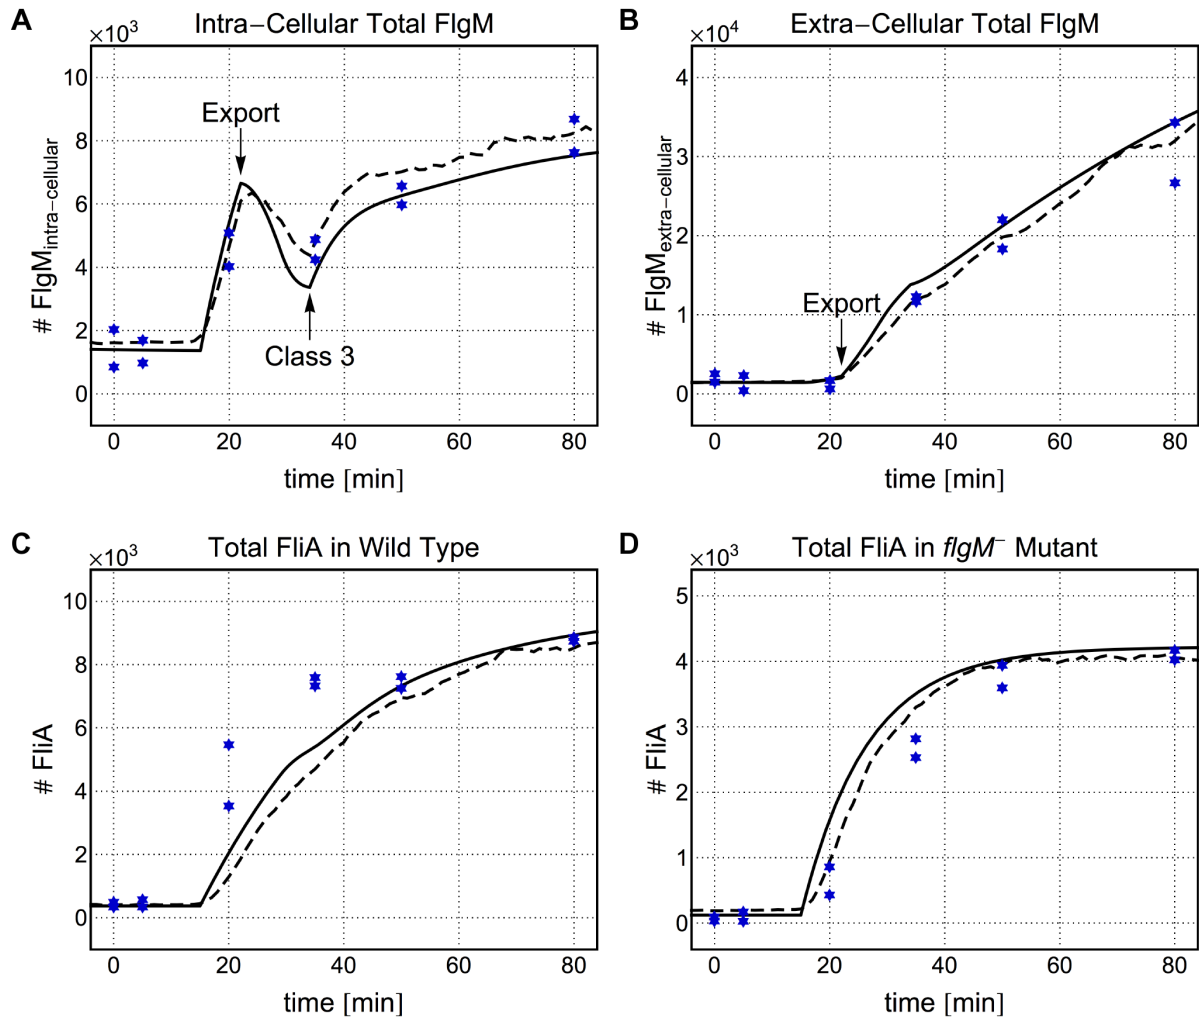 A
×10³
Intra−Cellular Total FlgM
10
8
6
4
2
0
# FlgM_intra−cellular
Export
Class 3
0 20 40 60 80
time [min]
B
×10⁴
Extra−Cellular Total FlgM
4
3
2
1
0
# FlgM_extra−cellular
Export
0 20 40 60 80
time [min]
C
×10³
Total FliA in Wild Type
10
8
6
4
2
0
# FliA
0 20 40 60 80
time [min]
D
×10³
Total FliA in flgM⁻ Mutant
5
4
3
2
1
0
# FliA
0 20 40 60 80
time [min]